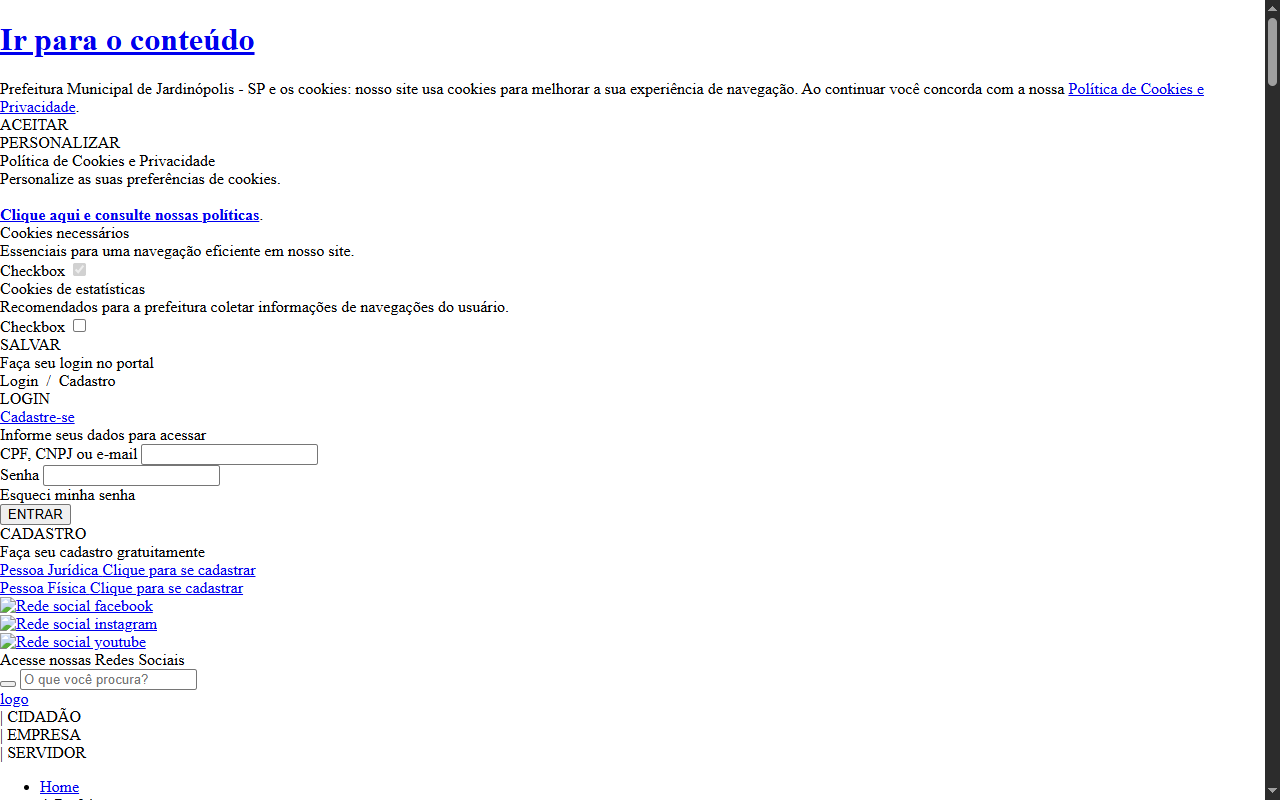 Ir para o conteúdo
Prefeitura Municipal de Jardinópolis - SP e os cookies: nosso site usa cookies para melhorar a sua experiência de navegação. Ao continuar você concorda com a nossa Política de Cookies e
Privacidade.
ACEITAR
PERSONALIZAR
Política de Cookies e Privacidade
Personalize as suas preferências de cookies.
Clique aqui e consulte nossas políticas.
Cookies necessários
Essenciais para uma navegação eficiente em nosso site.
Checkbox
Cookies de estatísticas
Recomendados para a prefeitura coletar informações de navegações do usuário.
Checkbox
SALVAR
Faça seu login no portal
Login / Cadastro
LOGIN
Cadastre-se
Informe seus dados para acessar
CPF, CNPJ ou e-mail
Senha
Esqueci minha senha
ENTRAR
CADASTRO
Faça seu cadastro gratuitamente
Pessoa Jurídica Clique para se cadastrar
Pessoa Física Clique para se cadastrar
Rede social facebook
Rede social instagram
Rede social youtube
Acesse nossas Redes Sociais
O que você procura?
logo
| CIDADÃO
| EMPRESA
| SERVIDOR
Home